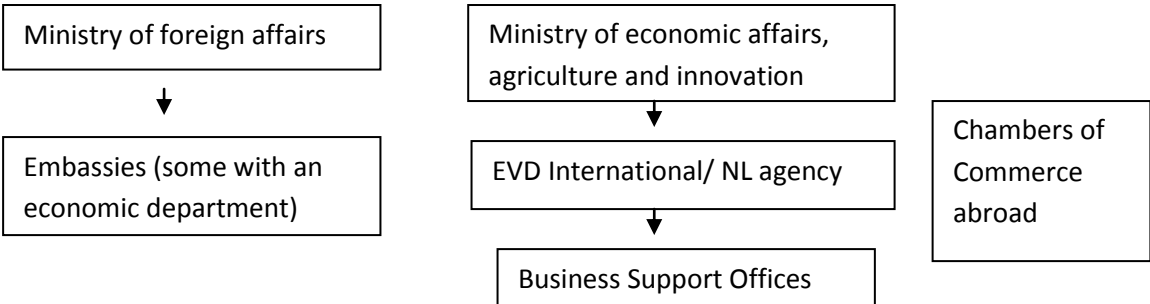 Ministry of foreign affairs
Embassies (some with an
economic department)
Ministry of economic affairs,
agriculture and innovation
EVD International/ NL agency
Business Support Offices
Chambers of
Commerce
abroad